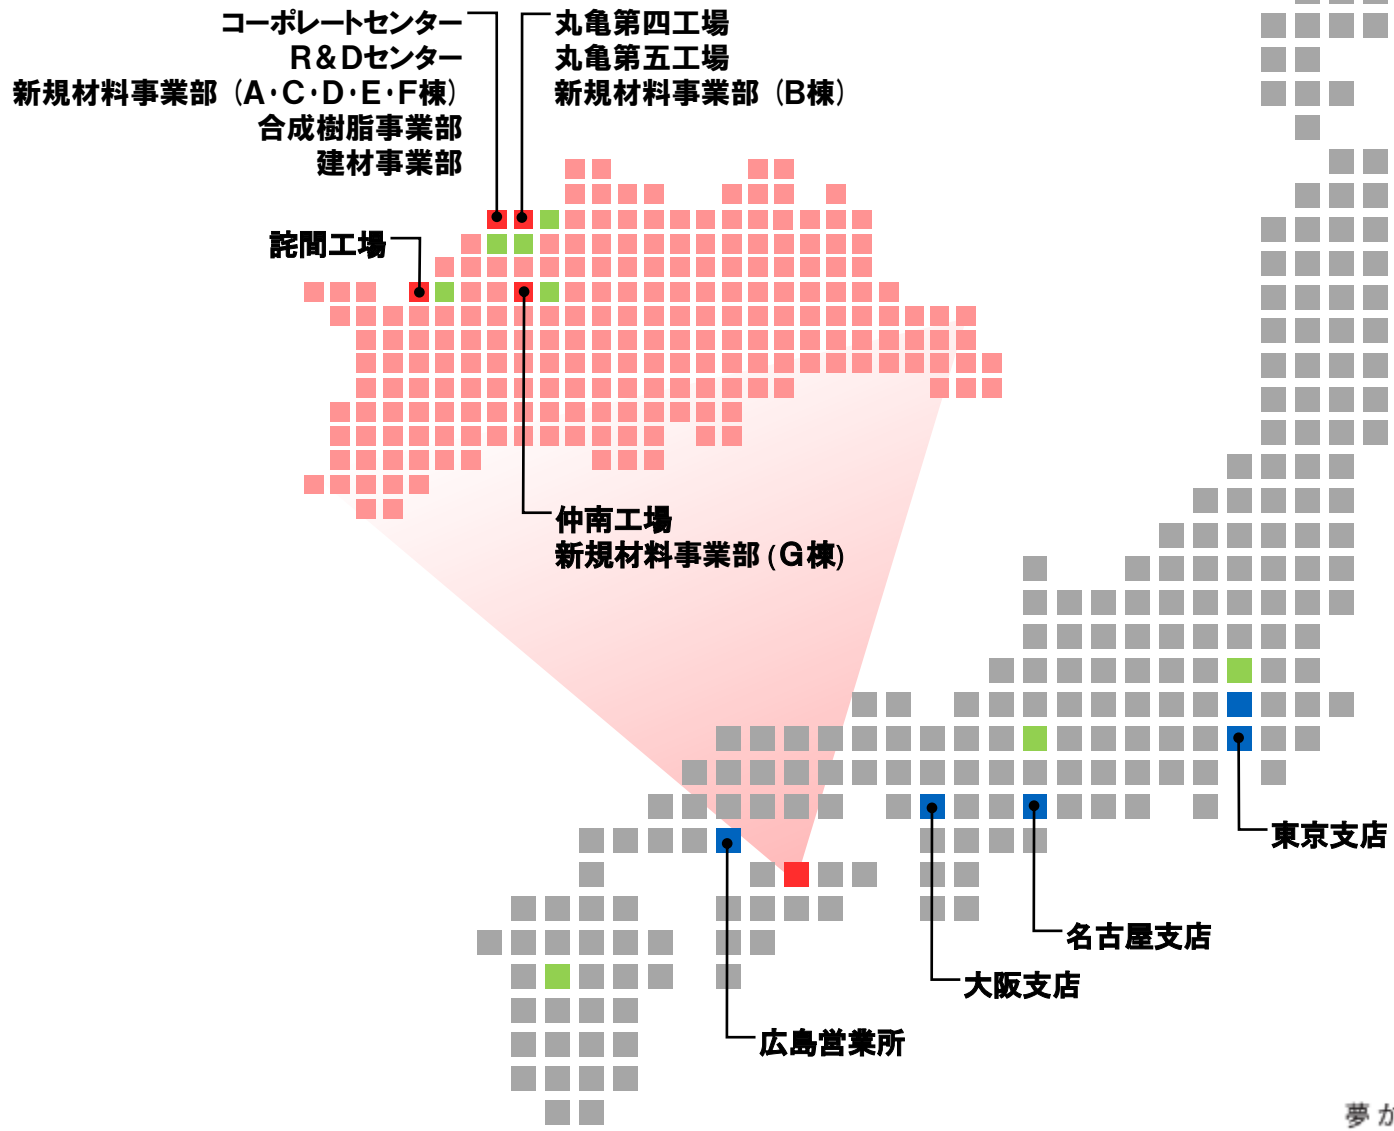 コーポレートセンター
R&Dセンター
新規材料事業部（A･C･D･E･F棟）
合成樹脂事業部
建材事業部
丸亀第四工場
丸亀第五工場
新規材料事業部（B棟）
詫間工場
仲南工場
新規材料事業部(G棟)
東京支店
名古屋支店
大阪支店
広島営業所
夢が